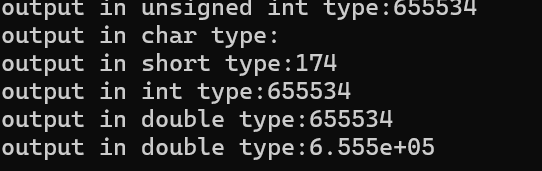 output in unsigned int type:655534
output in char type:
output in short type:174
output in int type:655534
output in double type:655534
output in double type:6.555e+05